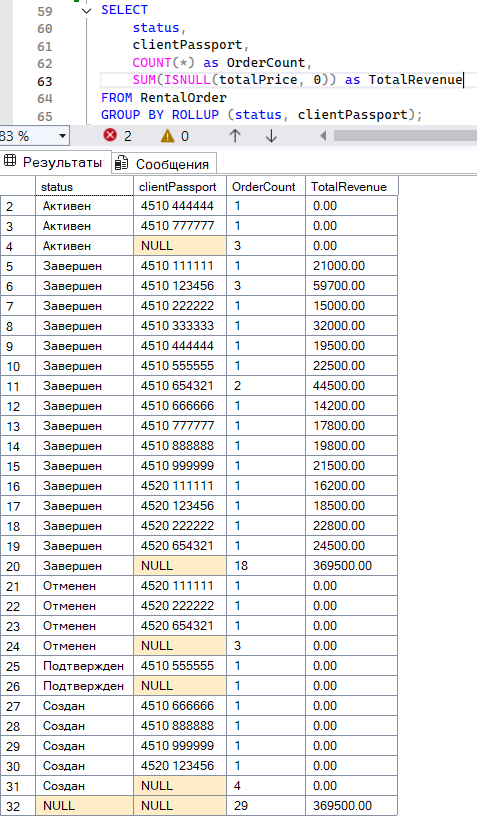 59 SELECT
60 status,
61 clientPassport,
62 COUNT(*) as OrderCount,
63 SUM(ISNULL(totalPrice, 0)) as TotalRevenue
64 FROM RentalOrder
65 GROUP BY ROLLUP (status, clientPassport);
83 % 2 0
Результаты Сообщения
status clientPassport OrderCount TotalRevenue
2 Активен 4510 444444 1 0.00
3 Активен 4510 777777 1 0.00
4 Активен NULL 3 0.00
5 Завершен 4510 111111 1 21000.00
6 Завершен 4510 123456 3 59700.00
7 Завершен 4510 222222 1 15000.00
8 Завершен 4510 333333 1 32000.00
9 Завершен 4510 444444 1 19500.00
10 Завершен 4510 555555 1 22500.00
11 Завершен 4510 654321 2 44500.00
12 Завершен 4510 666666 1 14200.00
13 Завершен 4510 777777 1 17800.00
14 Завершен 4510 888888 1 19800.00
15 Завершен 4510 999999 1 21500.00
16 Завершен 4520 111111 1 16200.00
17 Завершен 4520 123456 1 18500.00
18 Завершен 4520 222222 1 22800.00
19 Завершен 4520 654321 1 24500.00
20 Завершен NULL 18 369500.00
21 Отменен 4520 111111 1 0.00
22 Отменен 4520 222222 1 0.00
23 Отменен 4520 654321 1 0.00
24 Отменен NULL 3 0.00
25 Подтвержден 4510 555555 1 0.00
26 Подтвержден NULL 1 0.00
27 Создан 4510 666666 1 0.00
28 Создан 4510 888888 1 0.00
29 Создан 4510 999999 1 0.00
30 Создан 4520 123456 1 0.00
31 Создан NULL 4 0.00
32 NULL NULL 29 369500.00